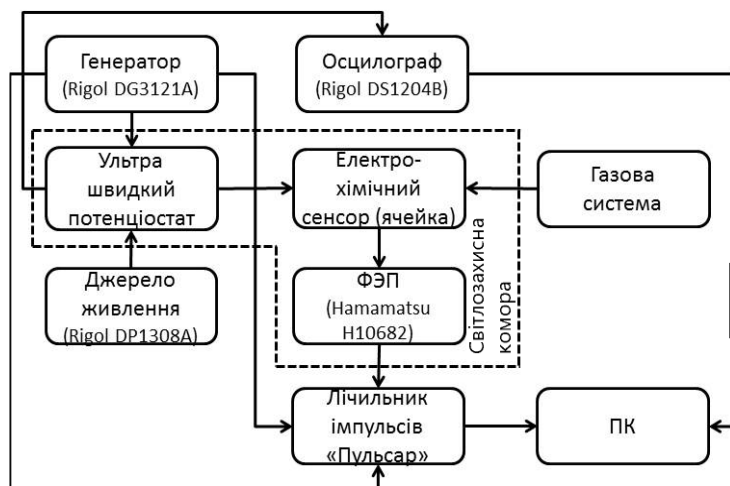 Генератор
(Rigol DG3121A)
Осцилограф
(Rigol DS1204B)
Ультра
швидкий
потенціостат
Електро-
хімічний
сенсор (ячейка)
Газова
система
Джерело
живлення
(Rigol DP1308A)
ФЭП
(Hamamatsu
H10682)
Світлозахисна
комора
Лічильник
імпульсів
«Пульсар»
ПК